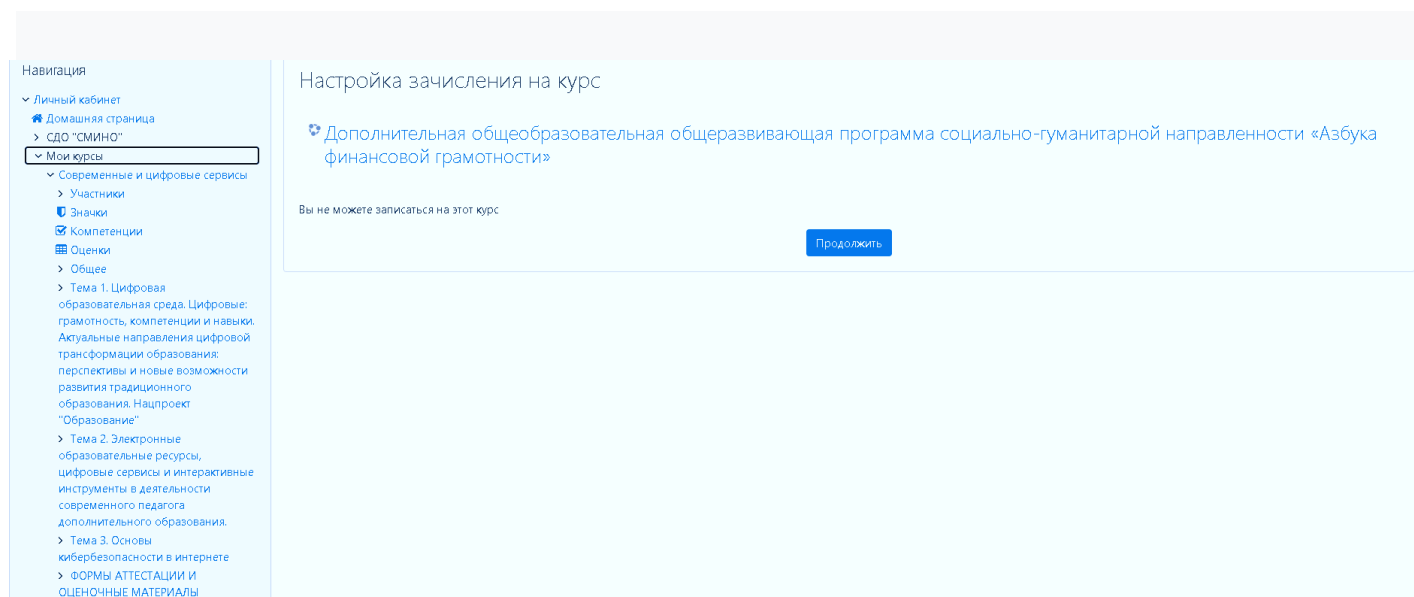 Навигация
Личный кабинет
Домашняя страница
СДО "СМИНО"
Мои курсы
Современные и цифровые сервисы
Участники
Значки
Компетенции
Оценки
Общее
Тема 1. Цифровая
образовательная среда. Цифровые:
грамотность, компетенции и навыки.
Актуальные направления цифровой
трансформации образования:
перспективы и новые возможности
развития традиционного
образования. Нацпроект
"Образование"
Тема 2. Электронные
образовательные ресурсы,
цифровые сервисы и интерактивные
инструменты в деятельности
современного педагога
дополнительного образования.
Тема 3. Основы
кибербезопасности в интернете
ФОРМЫ АТТЕСТАЦИИ И
ОЦЕНОЧНЫЕ МАТЕРИАЛЫ
Настройка зачисления на курс
Дополнительная общеобразовательная общеразвивающая программа социально-гуманитарной направленности «Азбука
финансовой грамотности»
Вы не можете записаться на этот курс
Продолжить